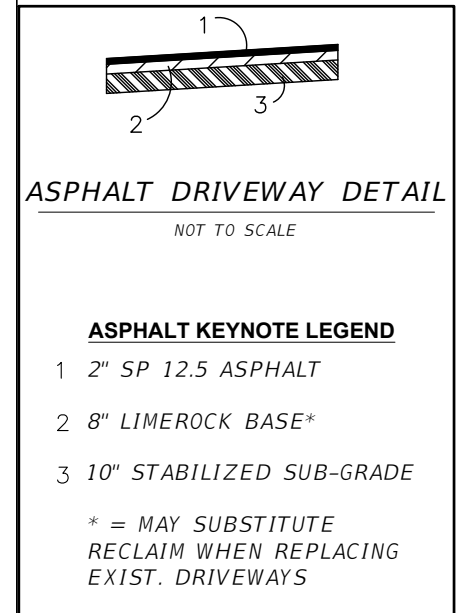 1
2
3
ASPHALT DRIVEWAY DETAIL
NOT TO SCALE
ASPHALT KEYNOTE LEGEND
1 2" SP 12.5 ASPHALT
2 8" LIMEROCK BASE*
3 10" STABILIZED SUB-GRADE
* = MAY SUBSTITUTE
RECLAIM WHEN REPLACING
EXIST. DRIVEWAYS